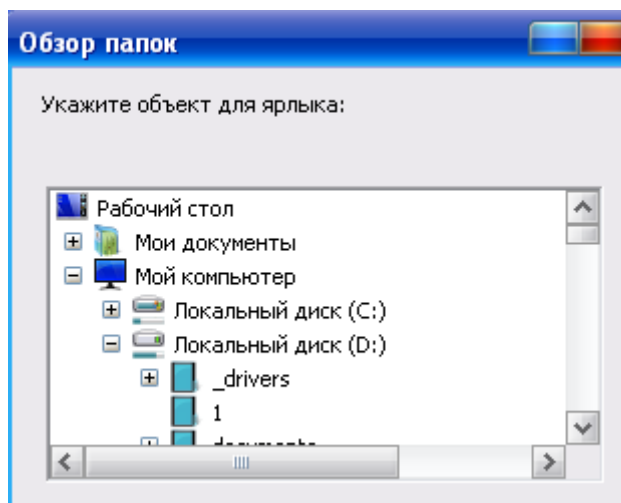 Обзор папок
Укажите объект для ярлыка:
Рабочий стол
Мои документы
Мой компьютер
Локальный диск (C:)
Локальный диск (D:)
_drivers
1